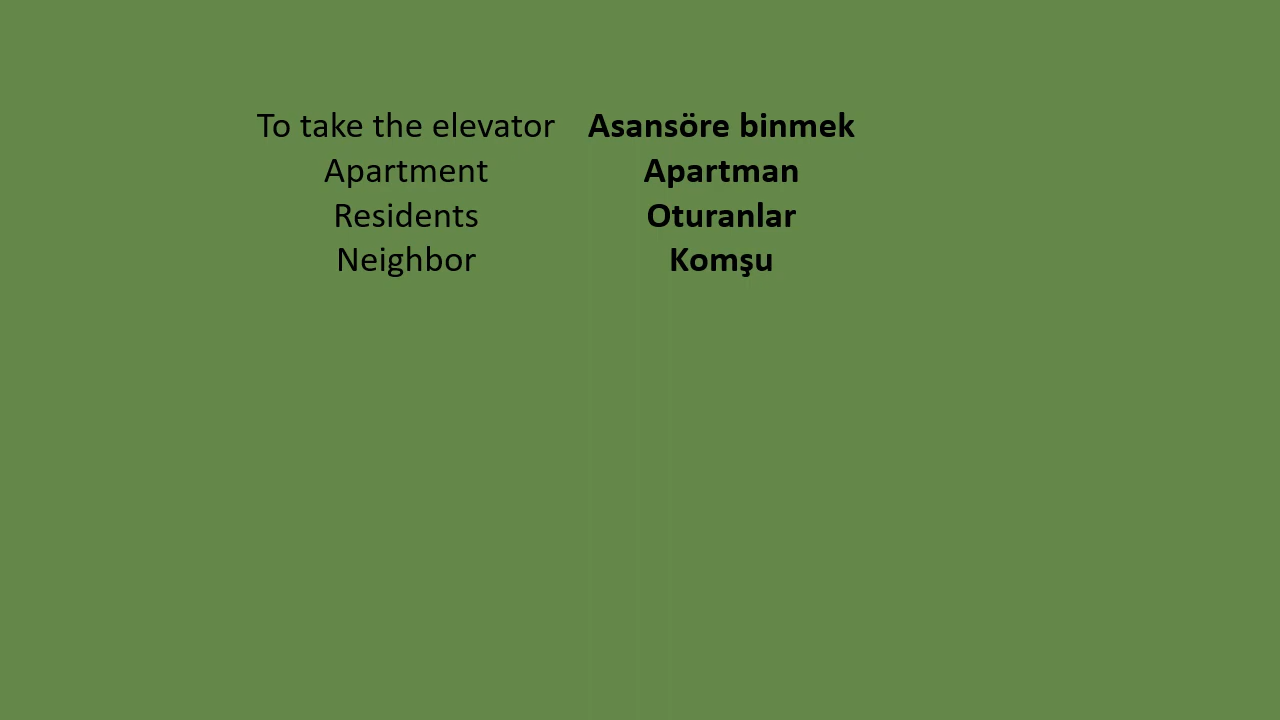 To take the elevator Asansöre binmek
Apartment Apartman
Residents Oturanlar
Neighbor Komşu